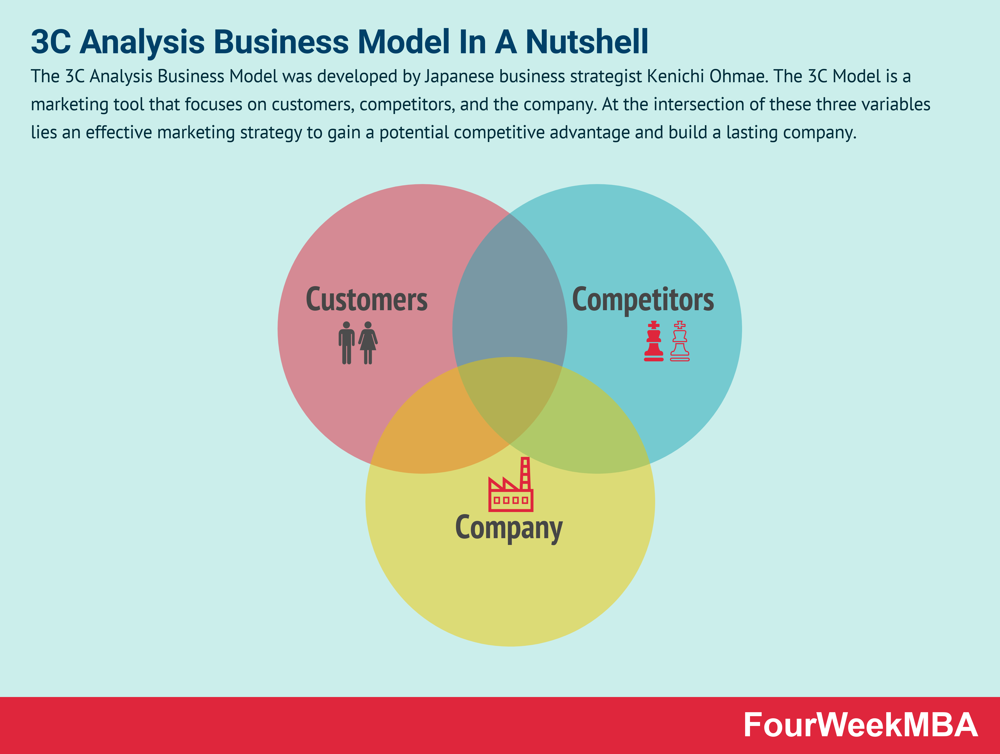 3C Analysis Business Model In A Nutshell
The 3C Analysis Business Model was developed by Japanese business strategist Kenichi Ohmae. The 3C Model is a
marketing tool that focuses on customers, competitors, and the company. At the intersection of these three variables
lies an effective marketing strategy to gain a potential competitive advantage and build a lasting company.
Customers
Competitors
Company
FourWeekMBA